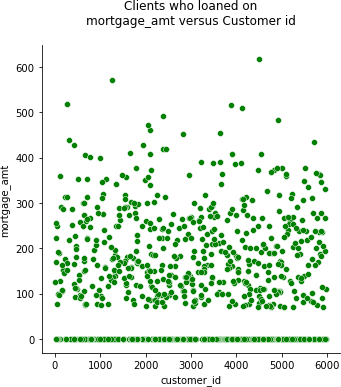 Clients who loaned on
mortgage_amt versus Customer id
600
500
400
300
200
100
0
mortgage_amt
0 1000 2000 3000 4000 5000 6000
customer_id